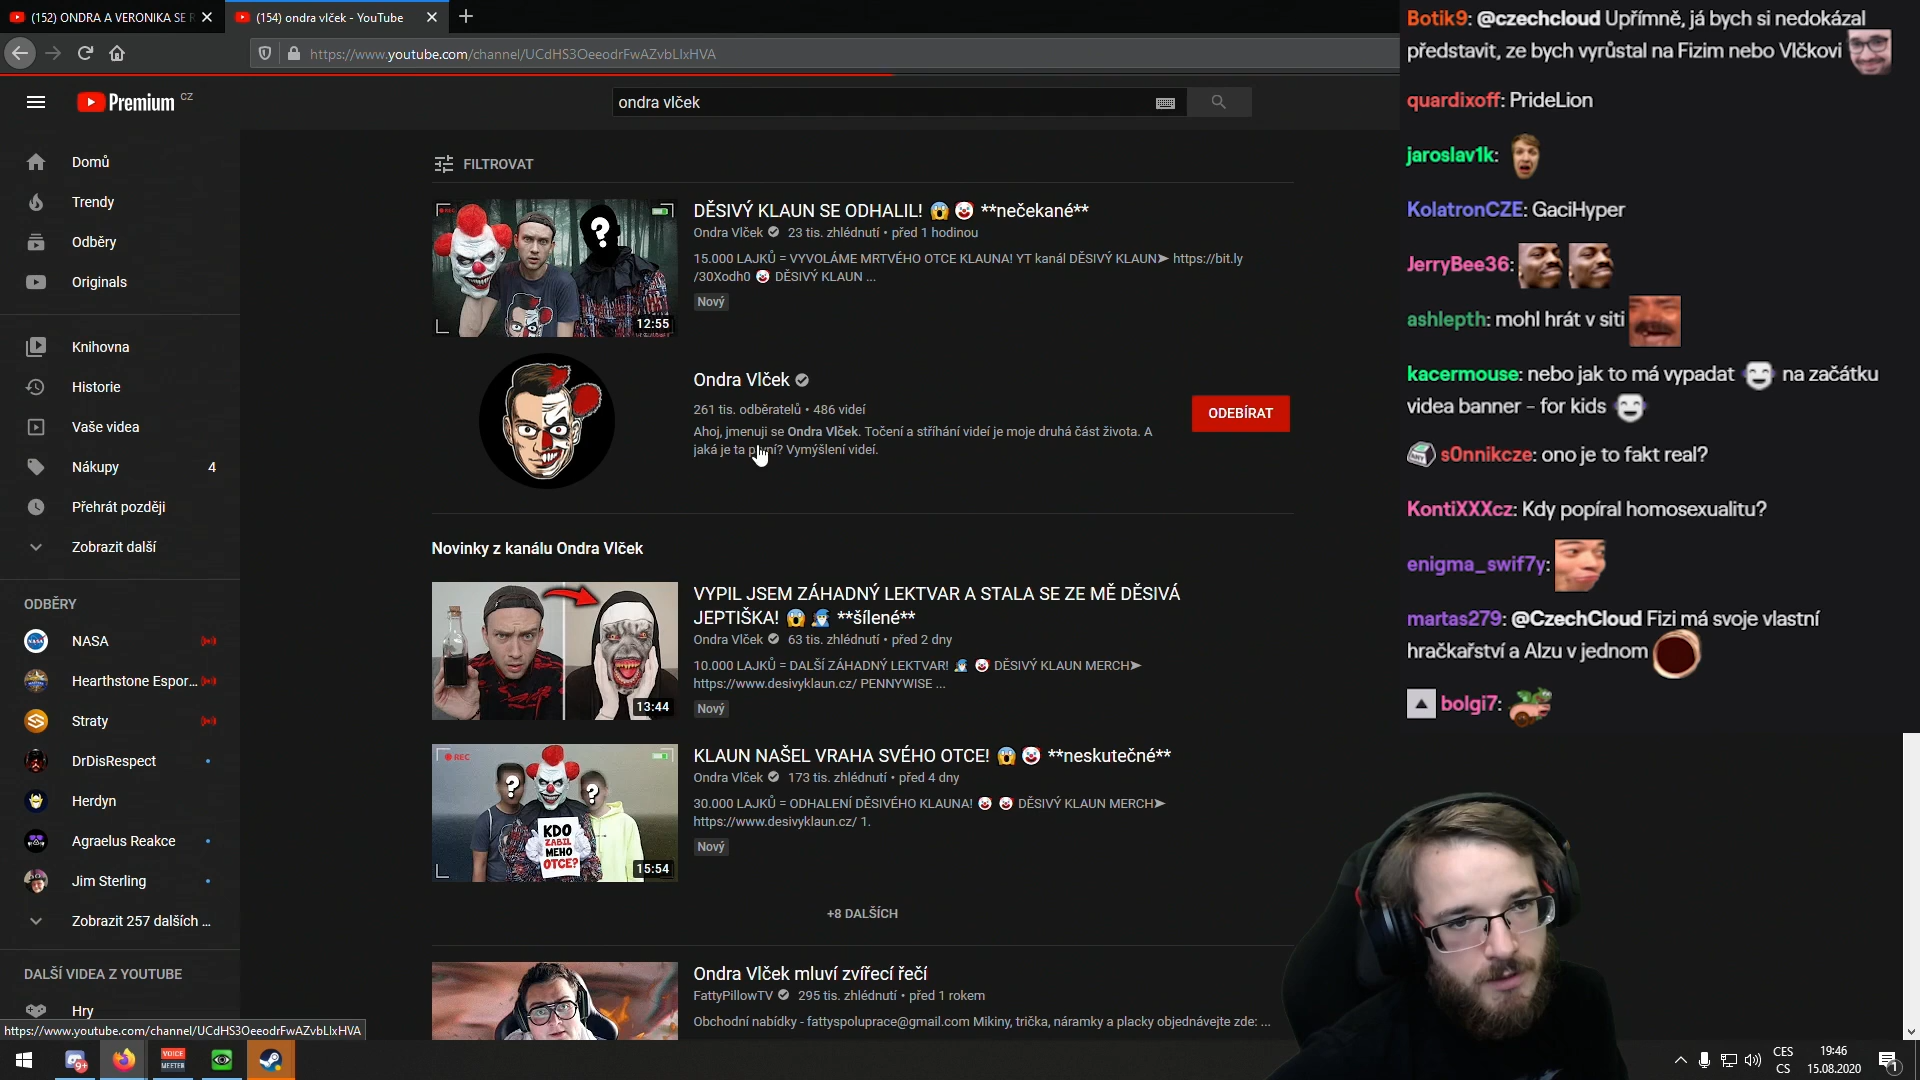 (152) ONDRA A VERONIKA SE R
(154) ondra vlček - YouTube
https://www.youtube.com/channel/UCdHS3OeeodrFwAZvbLlxHVA
Premium CZ
ondra vlček
Domů
Trendy
Odběry
Originals
Knihovna
Historie
Vaše videa
Nákupy 4
Přehrát později
Zobrazit další
ODBĚRY
NASA
Hearthstone Espor...
Straty
DrDisRespect
Herdyn
Agraelus Reakce
Jim Sterling
Zobrazit 257 dalších ...
DALŠÍ VIDEA Z YOUTUBE
Hry
https://www.youtube.com/channel/UCdHS3OeeodrFwAZvbLlxHVA
FILTROVAT
REC
?
12:55
DĚSIVÝ KLAUN SE ODHALIL! 😱 🤡 **nečekané**
Ondra Vlček 23 tis. zhlédnutí • před 1 hodinou
15.000 LAJKŮ = VYVOLÁME MRTVÉHO OTCE KLAUNA! YT kanál DĚSIVÝ KLAUN➤ https://bit.ly
/30Xodh0 🤡 DĚSIVÝ KLAUN ...
Nový
Ondra Vlček
261 tis. odběratelů • 486 videí
Ahoj, jmenuji se Ondra Vlček. Točení a stříhání videí je moje druhá část života. A
jaká je ta první? Vymýšlení videí.
ODEBÍRAT
Novinky z kanálu Ondra Vlček
13:44
VYPIL JSEM ZÁHADNÝ LEKTVAR A STALA SE ZE MĚ DĚSIVÁ
JEPTIŠKA! 😱 🧙‍♂️ **šílené**
Ondra Vlček 63 tis. zhlédnutí • před 2 dny
10.000 LAJKŮ = DALŠÍ ZÁHADNÝ LEKTVAR! 🧙‍♂️ 🤡 DĚSIVÝ KLAUN MERCH➤
https://www.desivyklaun.cz/ PENNYWISE ...
Nový
REC
?
?
KDO
ZABIL
MEHO
OTCE?
15:54
KLAUN NAŠEL VRAHA SVÉHO OTCE! 😱 🤡 **neskutečné**
Ondra Vlček 173 tis. zhlédnutí • před 4 dny
30.000 LAJKŮ = ODHALENÍ DĚSIVÉHO KLAUNA! 🤡 🤡 DĚSIVÝ KLAUN MERCH➤
https://www.desivyklaun.cz/ 1.
Nový
+8 DALŠÍCH
Ondra Vlček mluví zvířecí řečí
FattyPillowTV 295 tis. zhlédnutí • před 1 rokem
Obchodní nabídky - fattyspoluprace@gmail.com Mikiny, trička, náramky a placky objednávejte zde: ...
Botik9: @czechcloud Upřímně, já bych si nedokázal
představit, ze bych vyrůstal na Fizim nebo Vlčkovi
quardixoff: PrideLion
jaroslav1k:
KolatronCZE: GaciHyper
JerryBee36:
ashlepth: mohl hrát v siti
kacermouse: nebo jak to má vypadat na začátku
videa banner - for kids
s0nnikcze: ono je to fakt real?
KontiXXXcz: Kdy popíral homosexualitu?
enigma_swif7y:
martas279: @CzechCloud Fizi má svoje vlastní
hračkařství a Alzu v jednom
bolgi7:
9+
VOICE
MEETER
CES
CS
19:46
15.08.2020
1